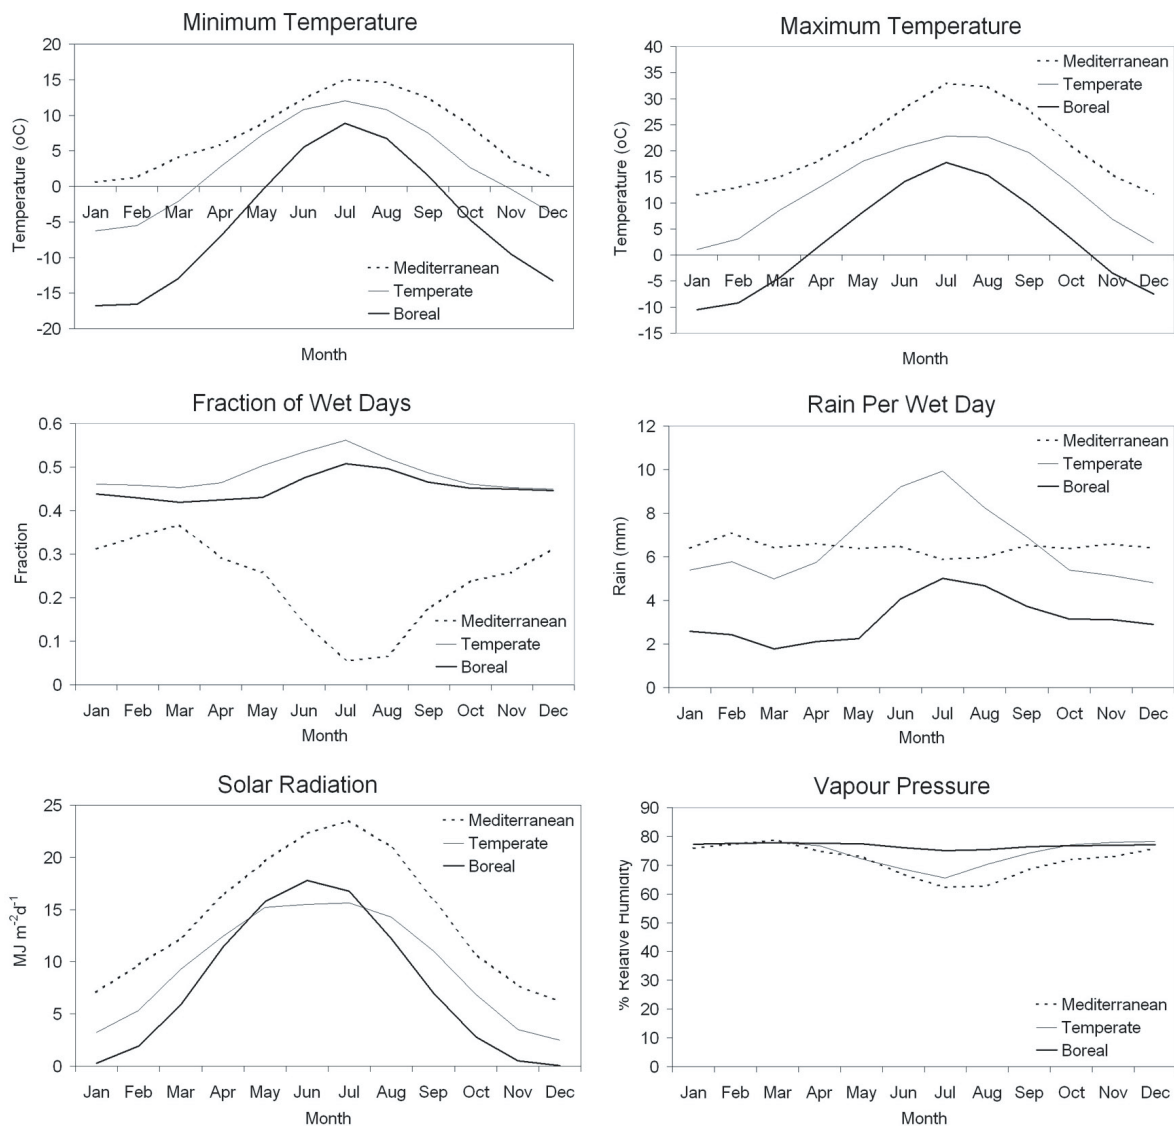 Minimum Temperature
20
15
10
5
0
-5
-10
-15
-20
Temperature (oC)
Jan Feb Mar Apr May Jun Jul Aug Sep Oct Nov Dec
Mediterranean
Temperate
Boreal
Month
Maximum Temperature
40
35
30
25
20
15
10
5
0
-5
-10
-15
Temperature (oC)
Mediterranean
Temperate
Boreal
Jan Feb Mar Apr May Jun Jul Aug Sep Oct Nov Dec
Month
Fraction of Wet Days
0.6
0.5
0.4
0.3
0.2
0.1
0
Fraction
Mediterranean
Temperate
Boreal
Jan Feb Mar Apr May Jun Jul Aug Sep Oct Nov Dec
Month
Rain Per Wet Day
12
10
8
6
4
2
0
Rain (mm)
Mediterranean
Temperate
Boreal
Jan Feb Mar Apr May Jun Jul Aug Sep Oct Nov Dec
Month
Solar Radiation
25
20
15
10
5
0
MJ m-2d-1
Mediterranean
Temperate
Boreal
Jan Feb Mar Apr May Jun Jul Aug Sep Oct Nov Dec
Month
Vapour Pressure
90
80
70
60
50
40
30
20
10
0
% Relative Humidity
Mediterranean
Temperate
Boreal
Jan Feb Mar Apr May Jun Jul Aug Sep Oct Nov Dec
Month